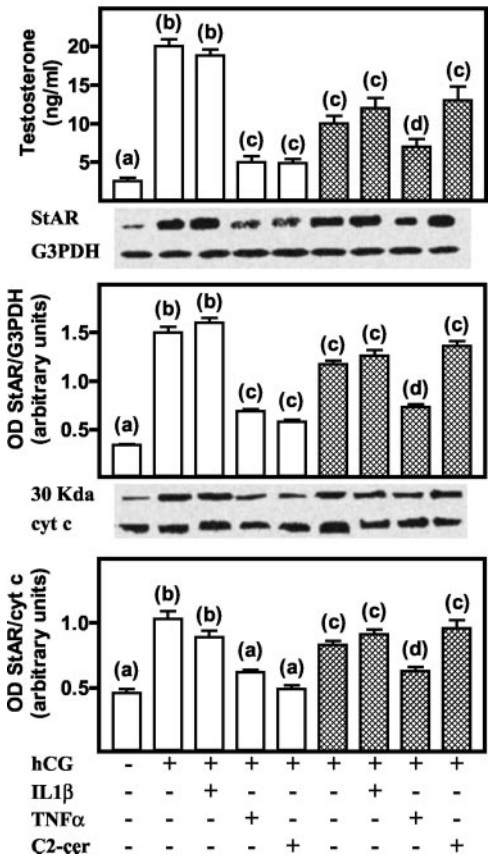 (b) (b)
20
15
10
5
Testosterone
(ng/ml)
(a) (c) (c) (c) (c) (d) (c)
StAR
G3PDH
(b) (b)
1.5
1.0
0.5
OD StAR/G3PDH
(arbitrary units)
(a) (c) (c) (c) (c) (d) (c)
30 Kda
cyt c
(b) (b)
1.0
0.5
OD StAR/cyt c
(arbitrary units)
(a) (a) (a) (c) (c) (d) (c)
hCG - + + + + + + + +
IL1β - - + - - - + - -
TNFα - - - + - - - + -
C2-cer - - - - + - - - +